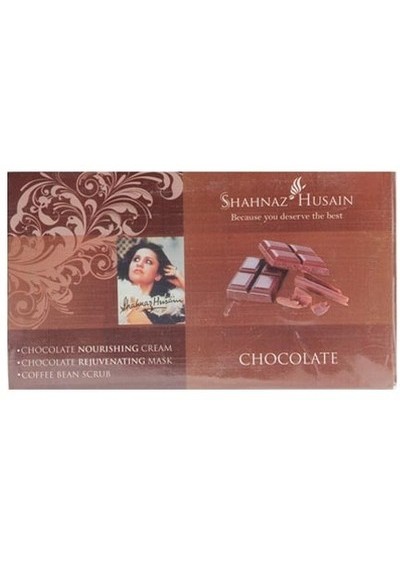 SHAHNAZ HUSAIN
Because you deserve the best
Shahnaz Husain
CHOCOLATE
• CHOCOLATE NOURISHING CREAM
• CHOCOLATE REJUVENATING MASK
• COFFEE BEAN SCRUB